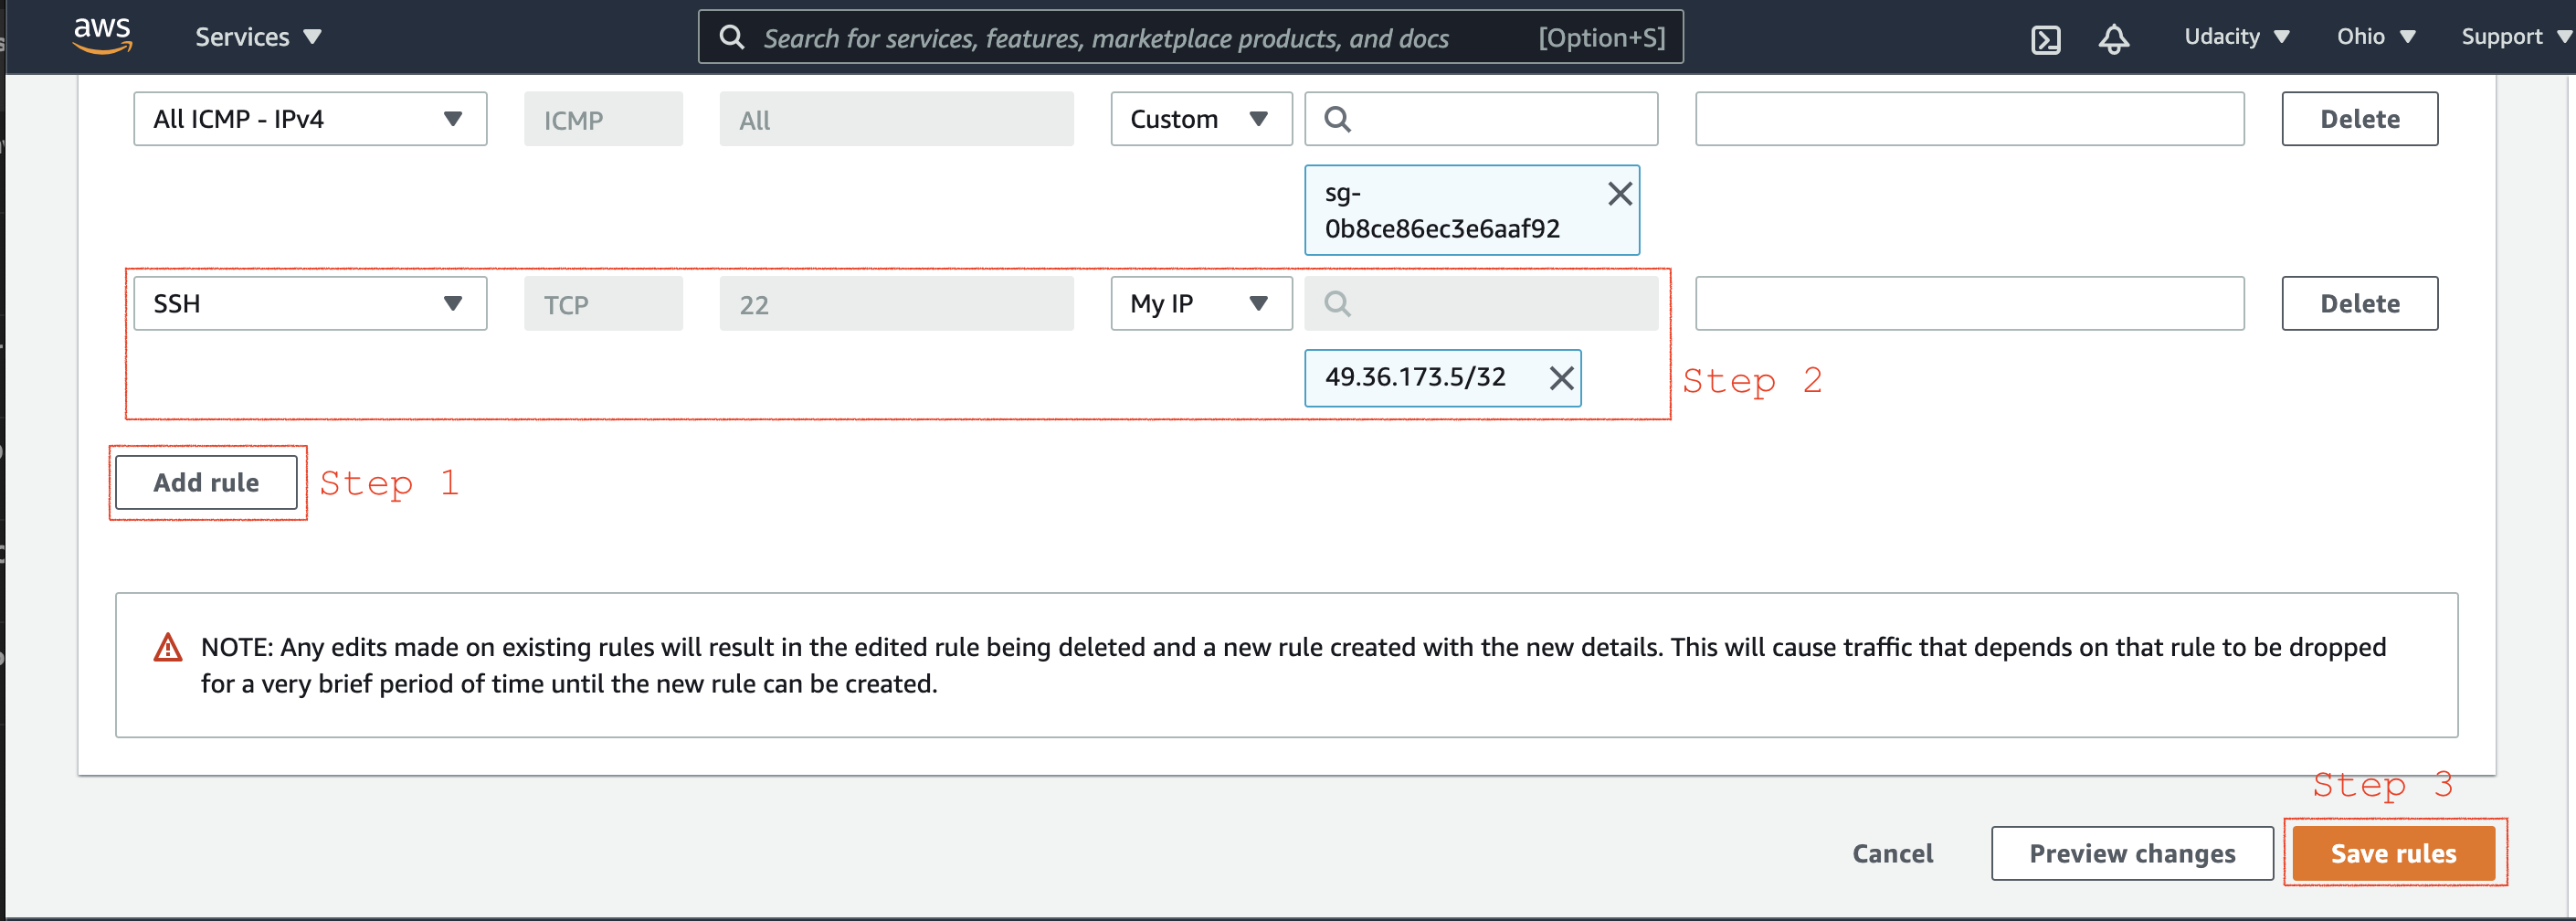 aws Services Search for services, features, marketplace products, and docs [Option+S] Udacity Ohio Support
All ICMP - IPv4 ICMP All Custom Delete
sg-
0b8ce86ec3e6aaf92
SSH TCP 22 My IP Delete
49.36.173.5/32
Step 2
Add rule Step 1
NOTE: Any edits made on existing rules will result in the edited rule being deleted and a new rule created with the new details. This will cause traffic that depends on that rule to be dropped
for a very brief period of time until the new rule can be created.
Step 3
Cancel Preview changes Save rules